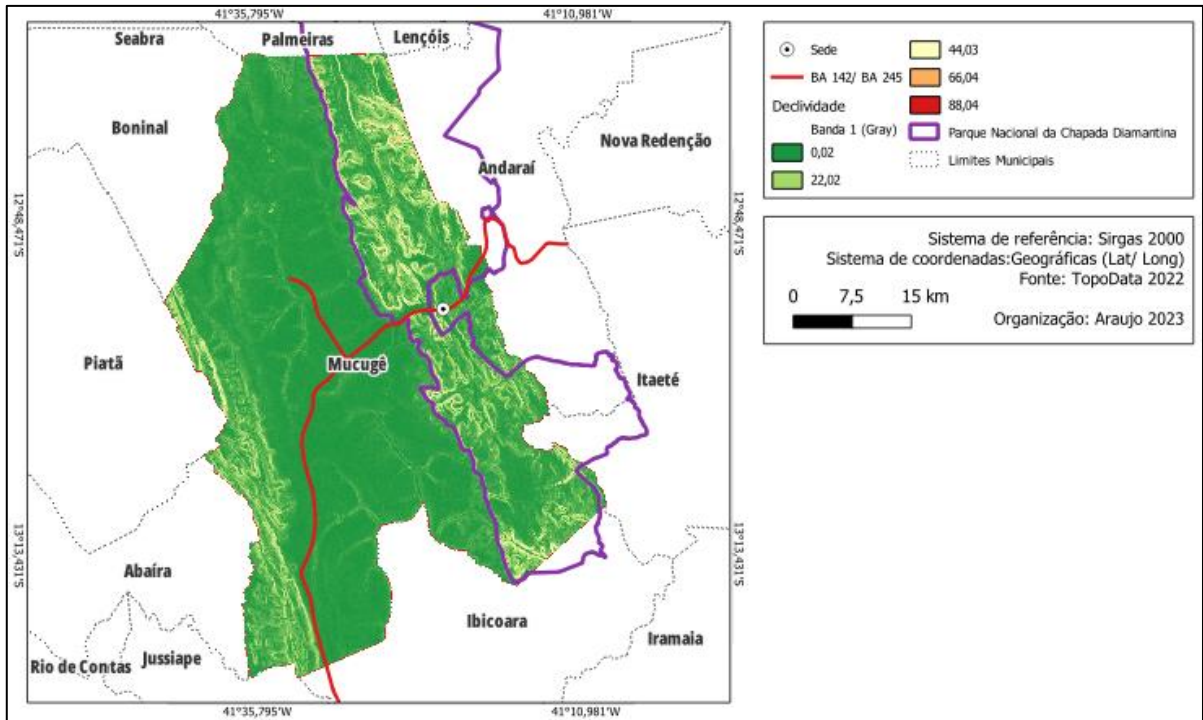 41°35,795'W
41°10,981'W
Seabra
Palmeiras
Lençóis
Boninal
Nova Redenção
Andaraí
12°48,471'S
12°48,471'S
Piatã
Mucugê
Itaeté
13°13,431'S
13°13,431'S
Abaíra
Ibicoara
Iramaia
Rio de Contas
Jussiape
41°35,795'W
41°10,981'W
Sede
BA 142/ BA 245
Declividade
Banda 1 (Gray)
0,02
22,02
44,03
66,04
88,04
Parque Nacional da Chapada Diamantina
Limites Municipais
Sistema de referência: Sirgas 2000
Sistema de coordenadas:Geográficas (Lat/ Long)
Fonte: TopoData 2022
0 7,5 15 km
Organização: Araujo 2023